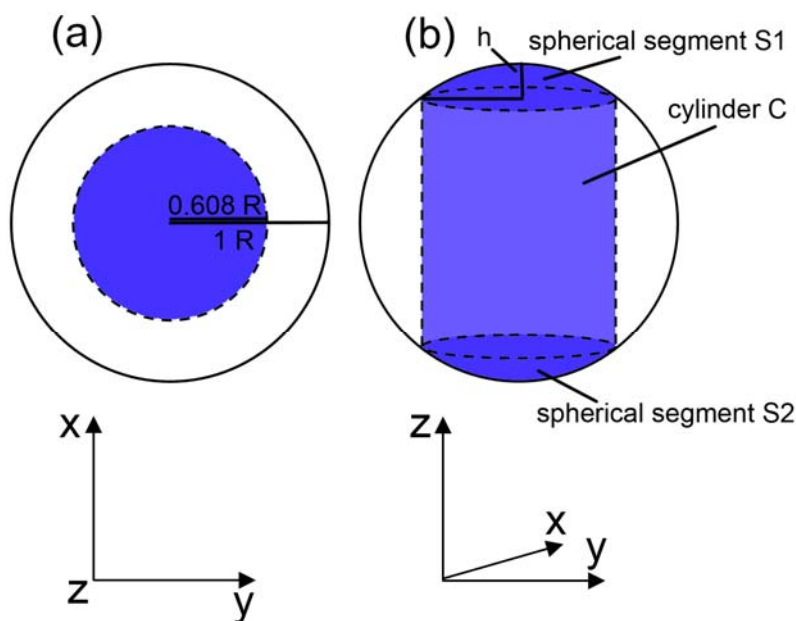 (a)
(b)
h
spherical segment S1
cylinder C
0.608 R
1 R
spherical segment S2
x
z
y
z
x
y